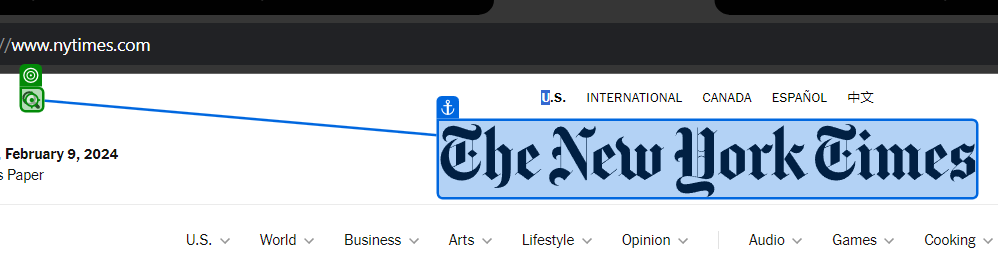 //www.nytimes.com
U.S. INTERNATIONAL CANADA ESPAÑOL 中文
The New York Times
, February 9, 2024
s Paper
U.S. World Business Arts Lifestyle Opinion Audio Games Cooking